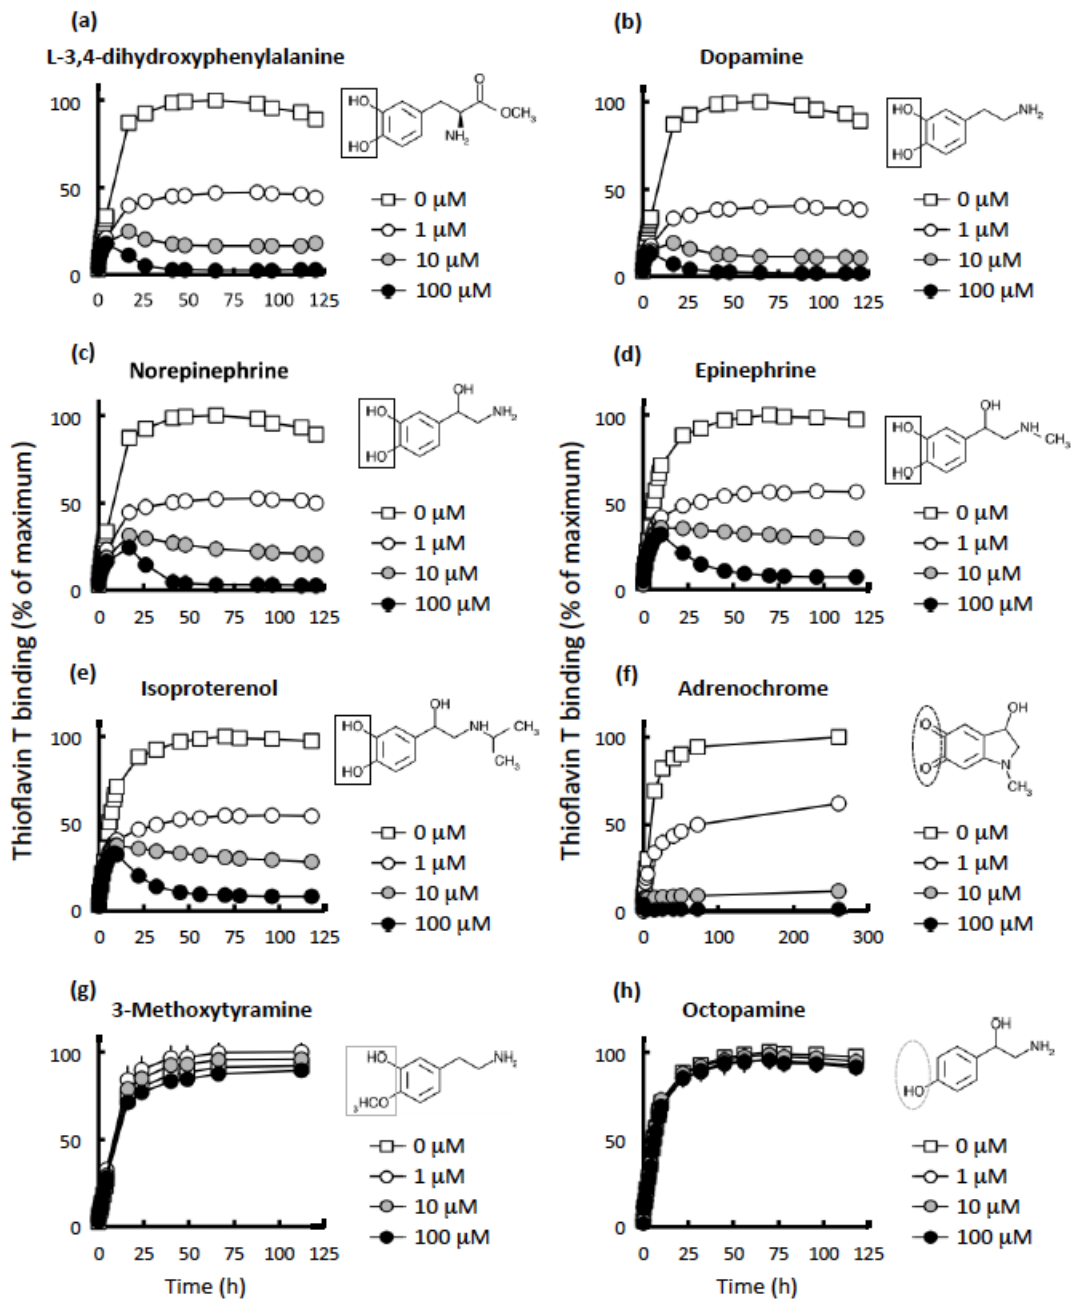 (a)
L-3,4-dihydroxyphenylalanine
100
50
0
0 25 50 75 100 125
HO
HO
O
OCH3
NH2
0 μM
1 μM
10 μM
100 μM
(b)
Dopamine
100
50
0
0 25 50 75 100 125
HO
HO
NH2
0 μM
1 μM
10 μM
100 μM
(c)
Norepinephrine
100
50
0
0 25 50 75 100 125
OH
HO
HO
NH2
0 μM
1 μM
10 μM
100 μM
(d)
Epinephrine
100
50
0
0 25 50 75 100 125
OH
HO
HO
NH
CH3
0 μM
1 μM
10 μM
100 μM
Thioflavin T binding (% of maximum)
Thioflavin T binding (% of maximum)
(e)
Isoproterenol
100
50
0
0 25 50 75 100 125
OH
HO
HO
NH
CH3
CH3
0 μM
1 μM
10 μM
100 μM
(f)
Adrenochrome
100
50
0
0 100 200 300
OH
O
O
N
CH3
0 μM
1 μM
10 μM
100 μM
(g)
3-Methoxytyramine
100
50
0
0 25 50 75 100 125
Time (h)
HO
3HCO
NH2
0 μM
1 μM
10 μM
100 μM
(h)
Octopamine
100
50
0
0 25 50 75 100 125
Time (h)
OH
HO
NH2
0 μM
1 μM
10 μM
100 μM